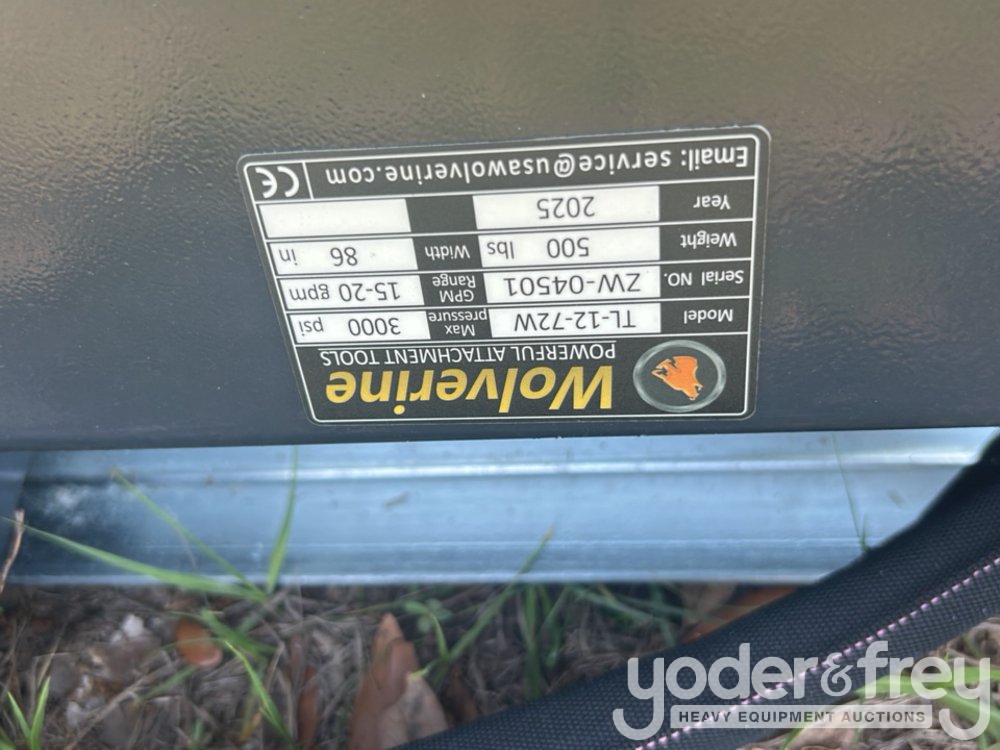 Wolverine
POWERFUL ATTACHMENT TOOLS
Model TL-12-72W Max pressure 3000 psi
Serial NO. ZW-04501 GPM Range 15-20 gpm
Weight 500 lbs Width 86 in
Year 2025
Email: service@usawolverine.com CE
yoder&frey
HEAVY EQUIPMENT AUCTIONS